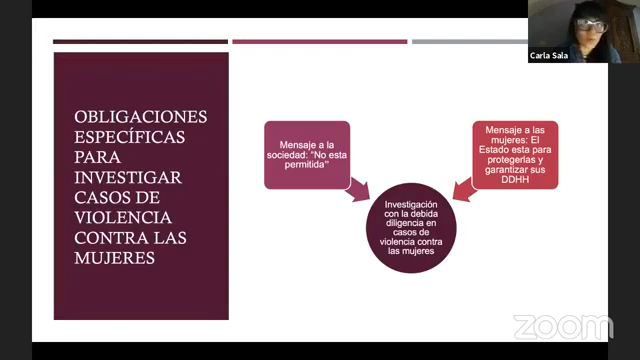 OBLIGACIONES
ESPECÍFICAS
PARA
INVESTIGAR
CASOS DE
VIOLENCIA
CONTRA LAS
MUJERES
Mensaje a la
sociedad: "No esta
permitida"
Mensaje a las
mujeres: El
Estado esta para
protegerlas y
garantizar sus
DDHH
Investigación
con la debida
diligencia en
casos de
violencia contra
las mujeres
Carla Sala
zoom